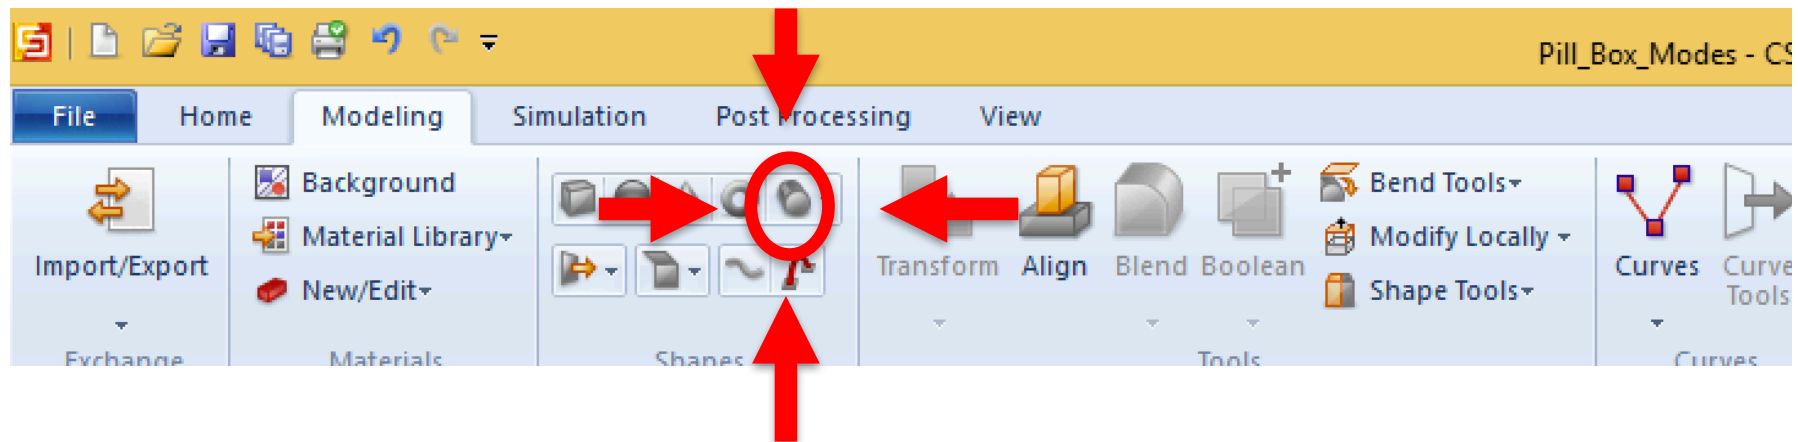 Pill_Box_Modes - CS
File Home Modeling Simulation Post Processing View
Background
Material Library
New/Edit
Import/Export
Transform Align Blend Boolean
Bend Tools
Modify Locally
Shape Tools
Curves Curve
Tools
Exchange Materials Shapes Tools Curves